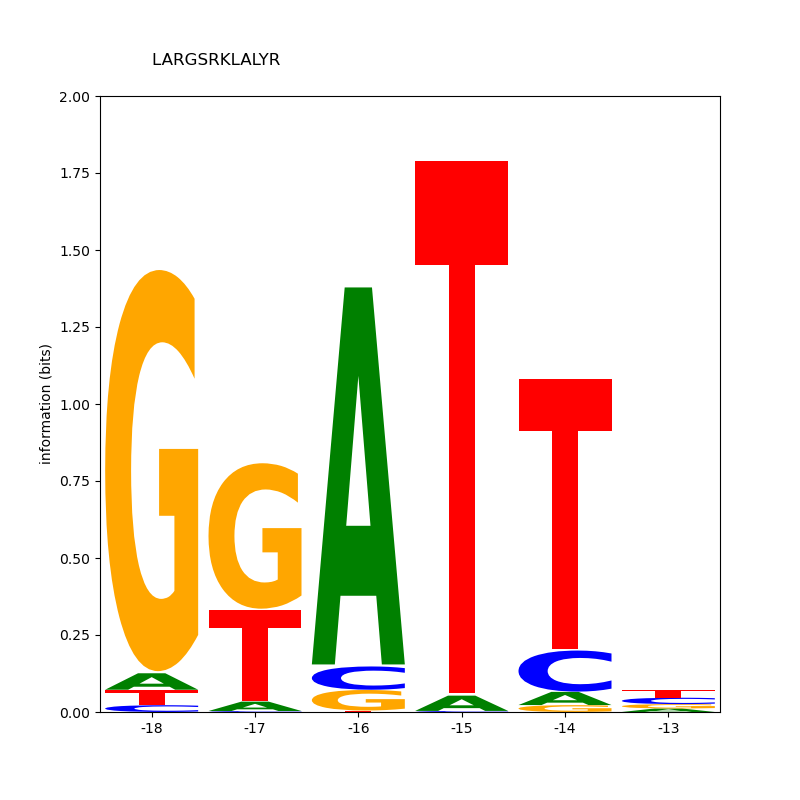 LARGSRKLALYR
2.00
1.75
1.50
1.25
1.00
0.75
0.50
0.25
0.00
information (bits)
G G A T T T
A T C A C C
T A G A G
C G A
-18 -17 -16 -15 -14 -13